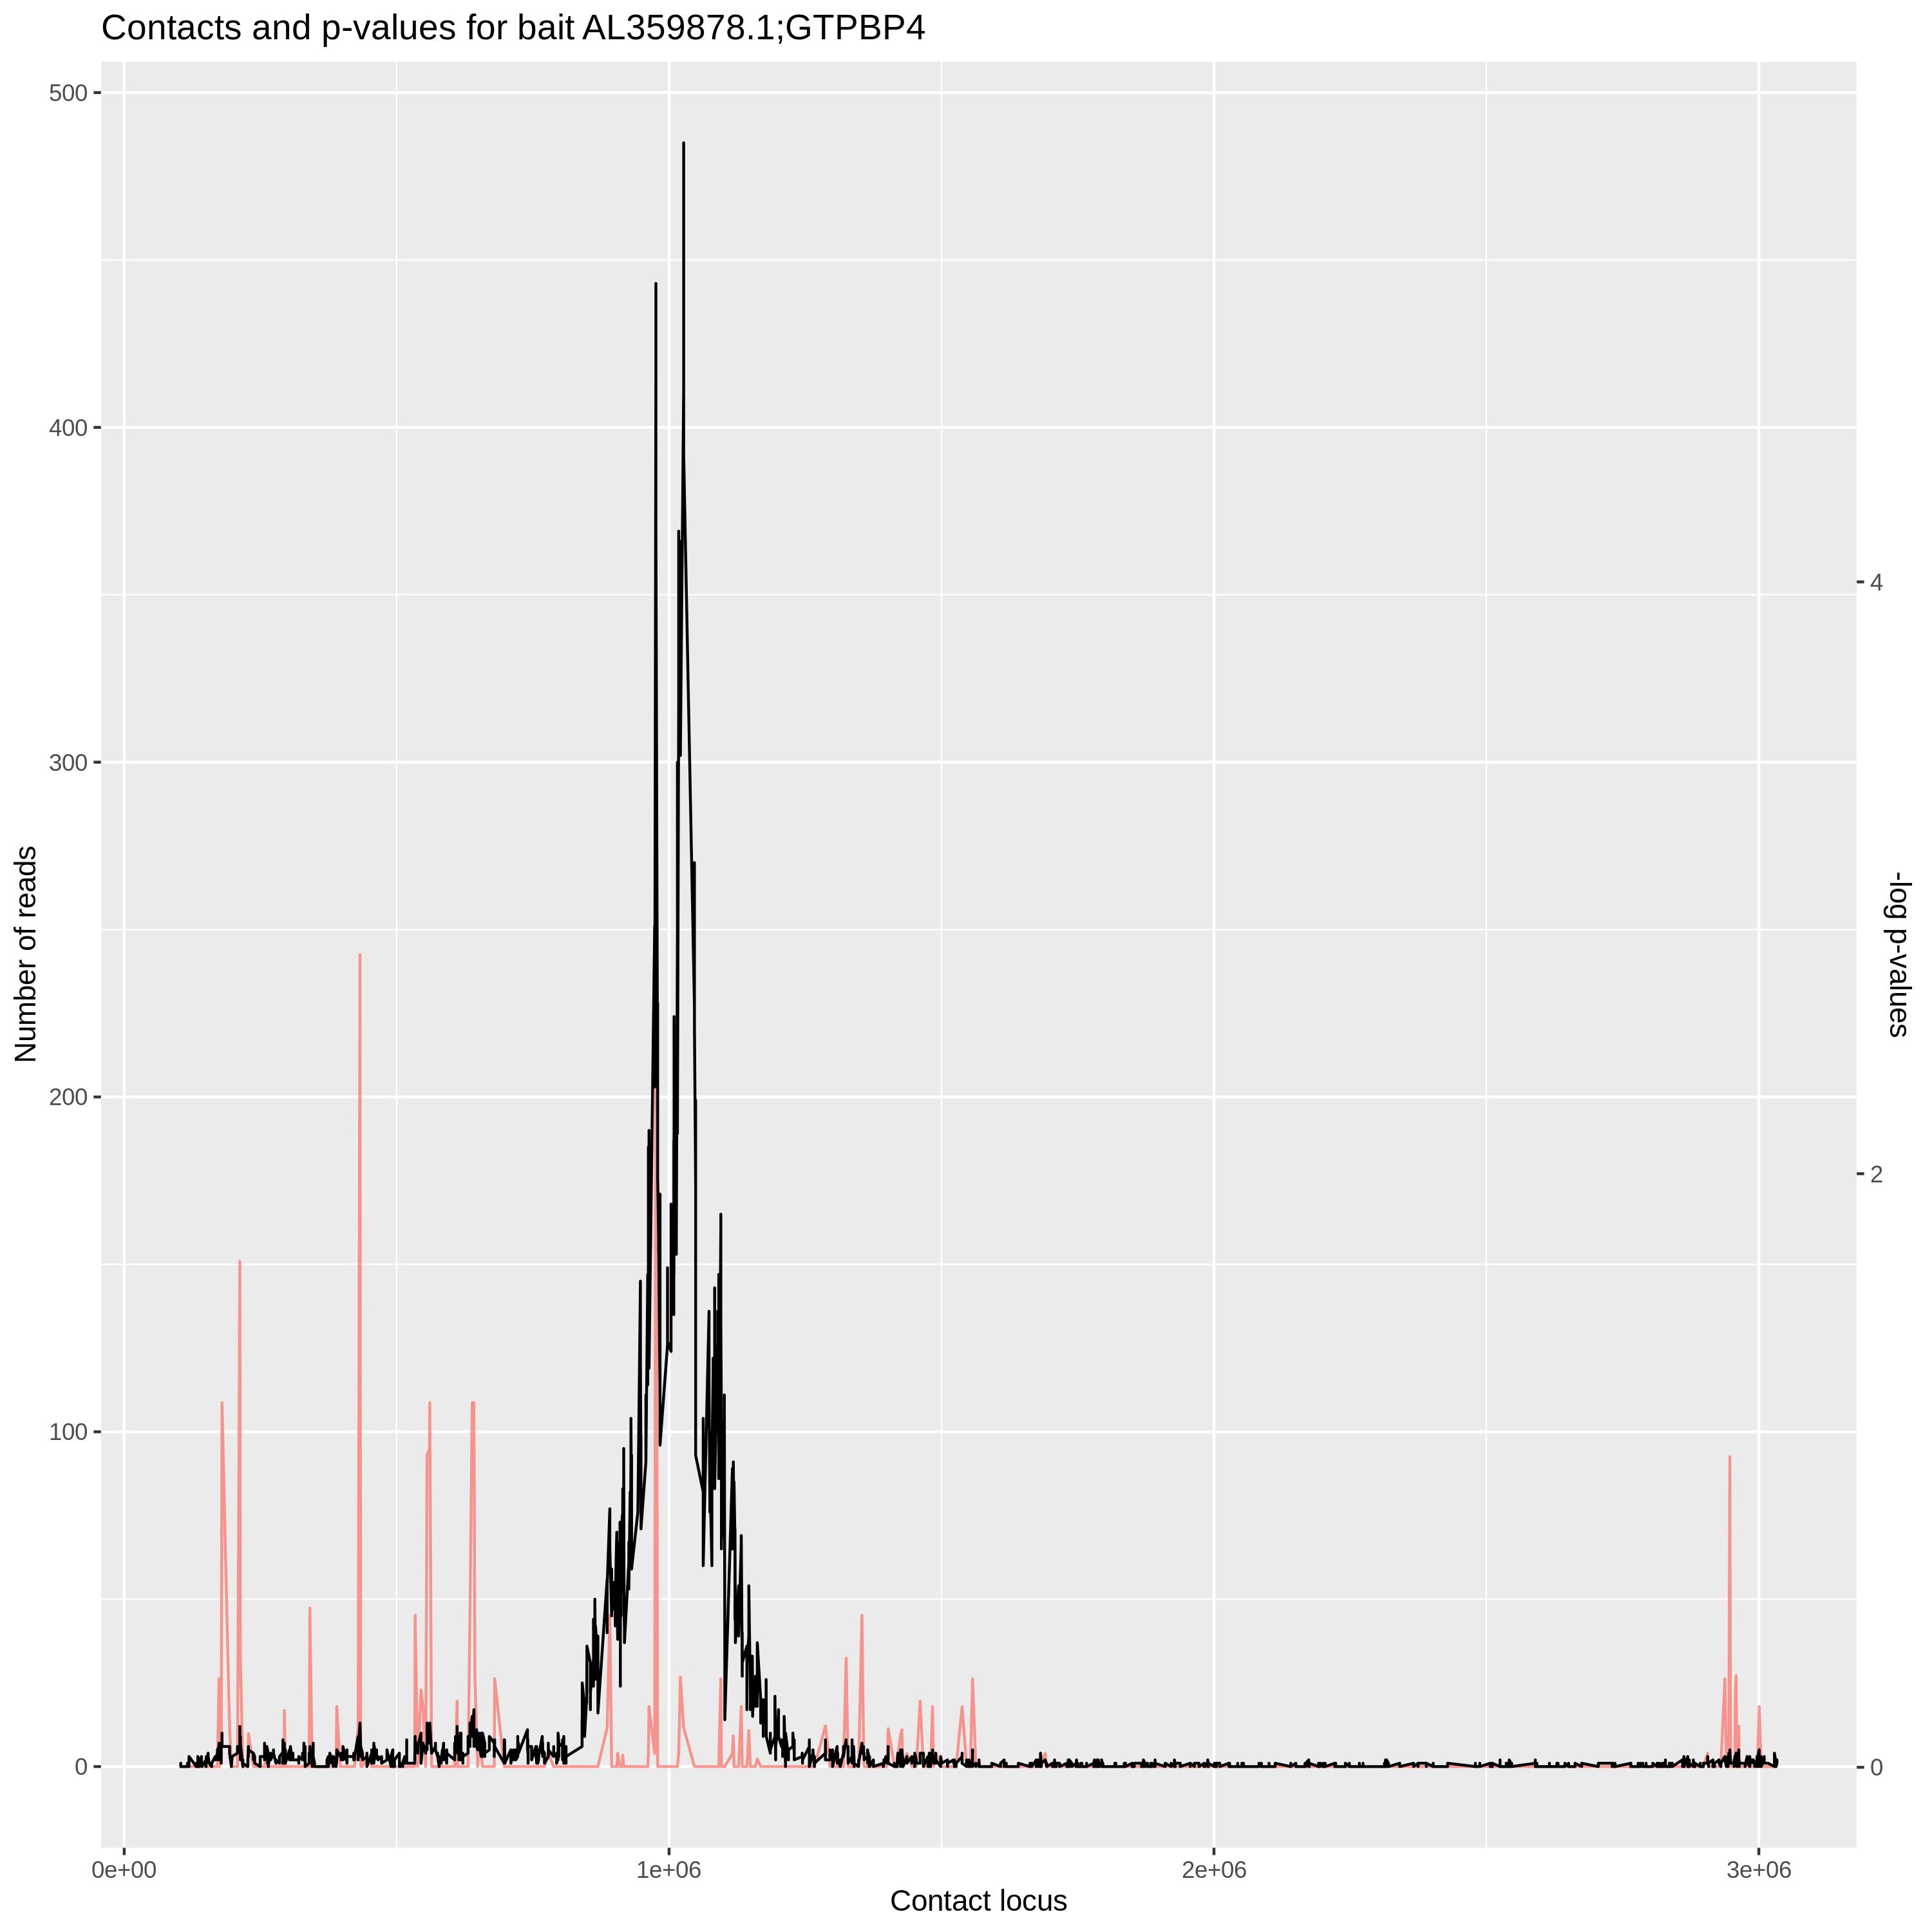 Contacts and p-values for bait AL359878.1;GTPBP4
500
400
300
200
100
0
Number of reads
4
2
0
-log p-values
0e+00
1e+06
2e+06
3e+06
Contact locus